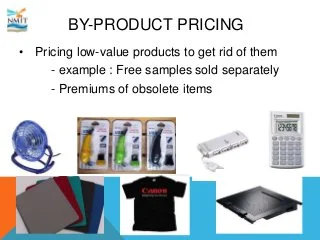 NMIT
BY-PRODUCT PRICING
• Pricing low-value products to get rid of them
- example : Free samples sold separately
- Premiums of obsolete items
Canon